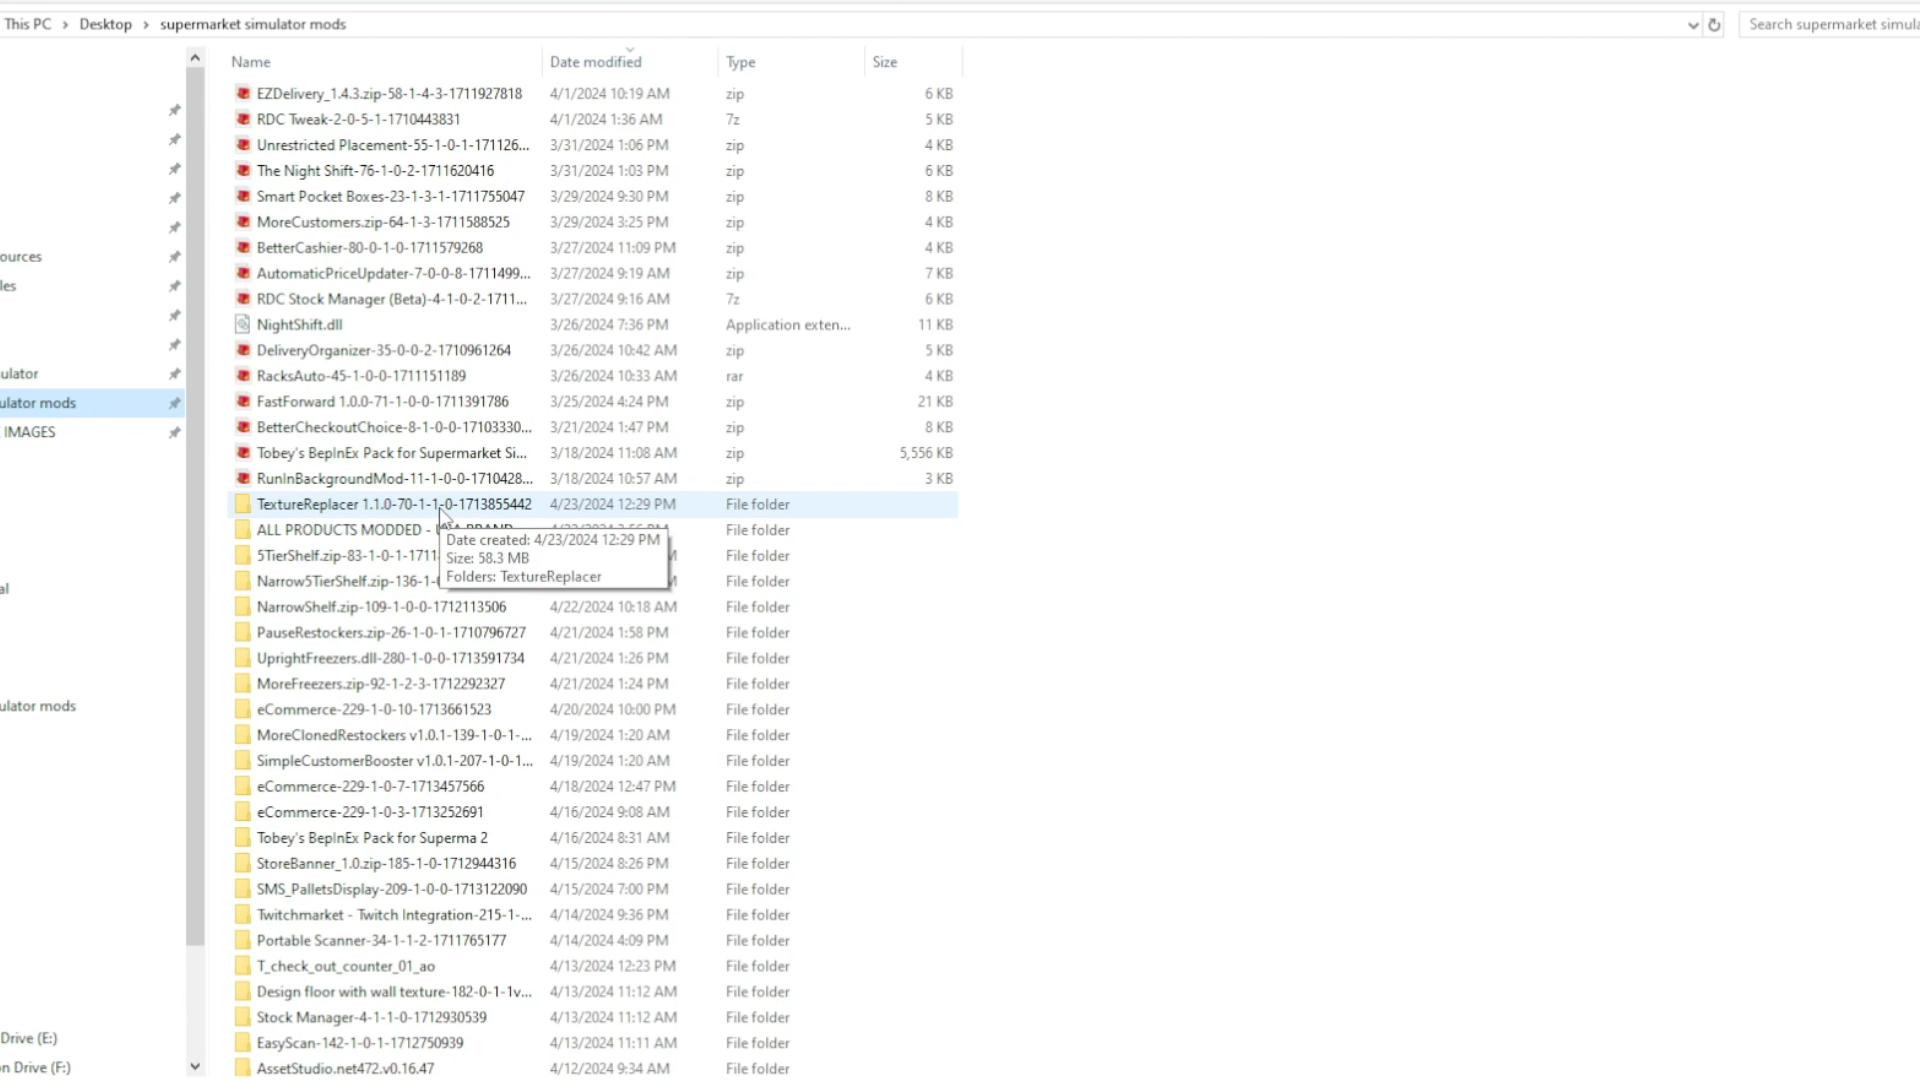 This PC > Desktop > supermarket simulator mods
Search supermarket simula
Name Date modified Type Size
EZDelivery_1.4.3.zip-58-1-4-3-1711927818 4/1/2024 10:19 AM zip 6 KB
RDC Tweak-2-0-5-1-1710443831 4/1/2024 1:36 AM 7z 5 KB
Unrestricted Placement-55-1-0-1-171126... 3/31/2024 1:06 PM zip 4 KB
The Night Shift-76-1-0-2-1711620416 3/31/2024 1:03 PM zip 6 KB
Smart Pocket Boxes-23-1-3-1-1711755047 3/29/2024 9:30 PM zip 8 KB
MoreCustomers.zip-64-1-3-1711588525 3/29/2024 3:25 PM zip 4 KB
BetterCashier-80-0-1-0-1711579268 3/27/2024 11:09 PM zip 4 KB
ources
AutomaticPriceUpdater-7-0-0-8-1711499... 3/27/2024 9:19 AM zip 7 KB
les
RDC Stock Manager (Beta)-4-1-0-2-1711... 3/27/2024 9:16 AM 7z 6 KB
NightShift.dll 3/26/2024 7:36 PM Application exten... 11 KB
DeliveryOrganizer-35-0-0-2-1710961264 3/26/2024 10:42 AM zip 5 KB
ulator
RacksAuto-45-1-0-0-1711151189 3/26/2024 10:33 AM rar 4 KB
ulator mods
FastForward 1.0.0-71-1-0-0-1711391786 3/25/2024 4:24 PM zip 21 KB
IMAGES
BetterCheckoutChoice-8-1-0-0-17103330... 3/21/2024 1:47 PM zip 8 KB
Tobey's BepInEx Pack for Supermarket Si... 3/18/2024 11:08 AM zip 5,556 KB
RunInBackgroundMod-11-1-0-0-1710428... 3/18/2024 10:57 AM zip 3 KB
TextureReplacer 1.1.0-70-1-1-0-1713855442 4/23/2024 12:29 PM File folder
ALL PRODUCTS MODDED - File folder
Date created: 4/23/2024 12:29 PM
Size: 58.3 MB
Folders: TextureReplacer
5TierShelf.zip-83-1-0-1-1711 File folder
Narrow5TierShelf.zip-136-1- File folder
al
NarrowShelf.zip-109-1-0-0-1712113506 4/22/2024 10:18 AM File folder
PauseRestockers.zip-26-1-0-1-1710796727 4/21/2024 1:58 PM File folder
UprightFreezers.dll-280-1-0-0-1713591734 4/21/2024 1:26 PM File folder
MoreFreezers.zip-92-1-2-3-1712292327 4/21/2024 1:24 PM File folder
ulator mods
eCommerce-229-1-0-10-1713661523 4/20/2024 10:00 PM File folder
MoreClonedRestockers v1.0.1-139-1-0-1-... 4/19/2024 1:20 AM File folder
SimpleCustomerBooster v1.0.1-207-1-0-1... 4/19/2024 1:20 AM File folder
eCommerce-229-1-0-7-1713457566 4/18/2024 12:47 PM File folder
eCommerce-229-1-0-3-1713252691 4/16/2024 9:08 AM File folder
Tobey's BepInEx Pack for Superma 2 4/16/2024 8:31 AM File folder
StoreBanner_1.0.zip-185-1-0-1712944316 4/15/2024 8:26 PM File folder
SMS_PalletsDisplay-209-1-0-0-1713122090 4/15/2024 7:00 PM File folder
Twitchmarket - Twitch Integration-215-1-... 4/14/2024 9:36 PM File folder
Portable Scanner-34-1-1-2-1711765177 4/14/2024 4:09 PM File folder
T_check_out_counter_01_ao 4/13/2024 12:23 PM File folder
Design floor with wall texture-182-0-1-1v... 4/13/2024 11:12 AM File folder
Stock Manager-4-1-1-0-1712930539 4/13/2024 11:12 AM File folder
Drive (E:)
EasyScan-142-1-0-1-1712750939 4/13/2024 11:11 AM File folder
n Drive (F:)
AssetStudio.net472.v0.16.47 4/12/2024 9:34 AM File folder